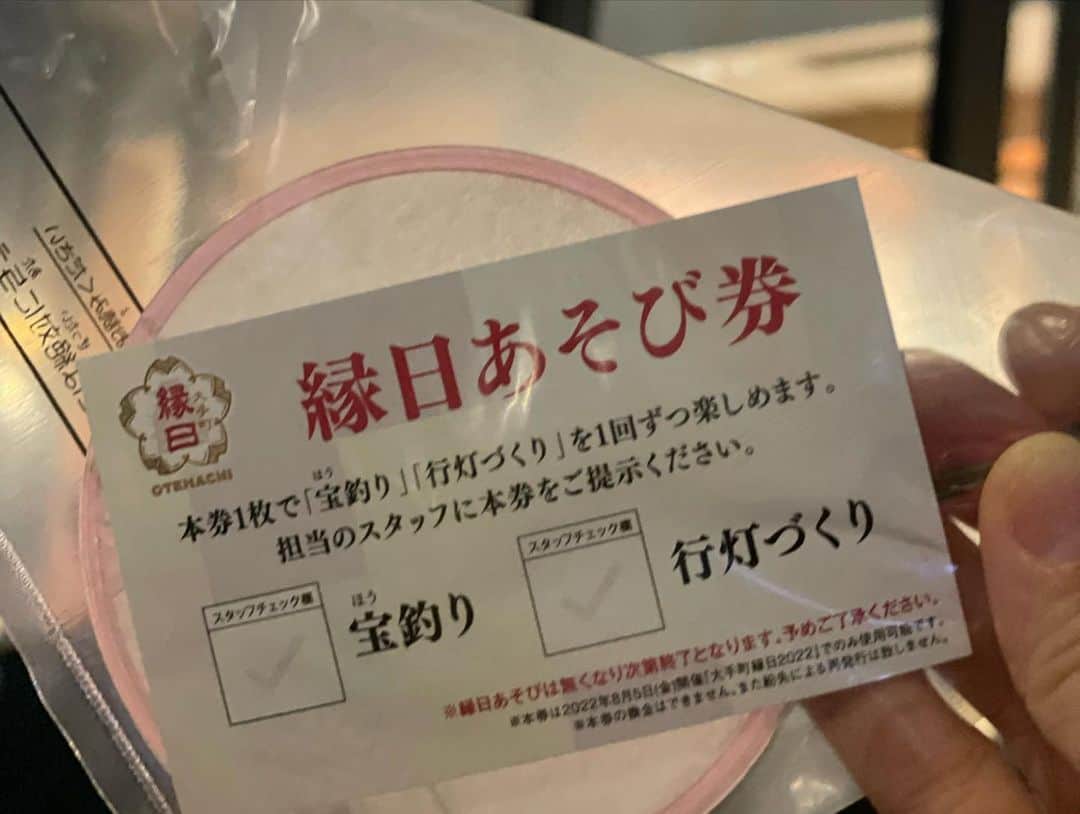 縁日あそび券
大手町
縁日
OTEMACHI
ほう
本券1枚で「宝釣り」「行灯づくり」を1回ずつ楽しめます。
担当のスタッフに本券をご提示ください。
スタッフチェック欄
ほう
宝釣り
スタッフチェック欄
行灯づくり
※縁日あそびは無くなり次第終了となります。予めご了承ください。
※本券は2022年8月5日(金)開催「大手町縁日2022」でのみ使用可能です。
※本券の換金はできません。また紛失による再発行は致しません。